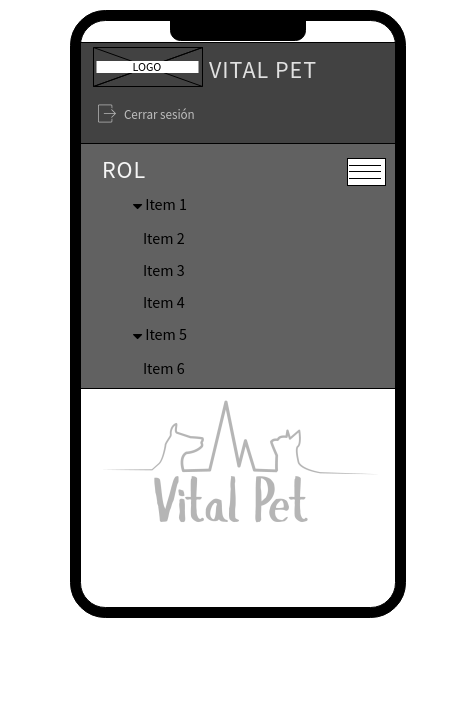 LOGO
VITAL PET
Cerrar sesión
ROL
Item 1
Item 2
Item 3
Item 4
Item 5
Item 6
Vital Pet